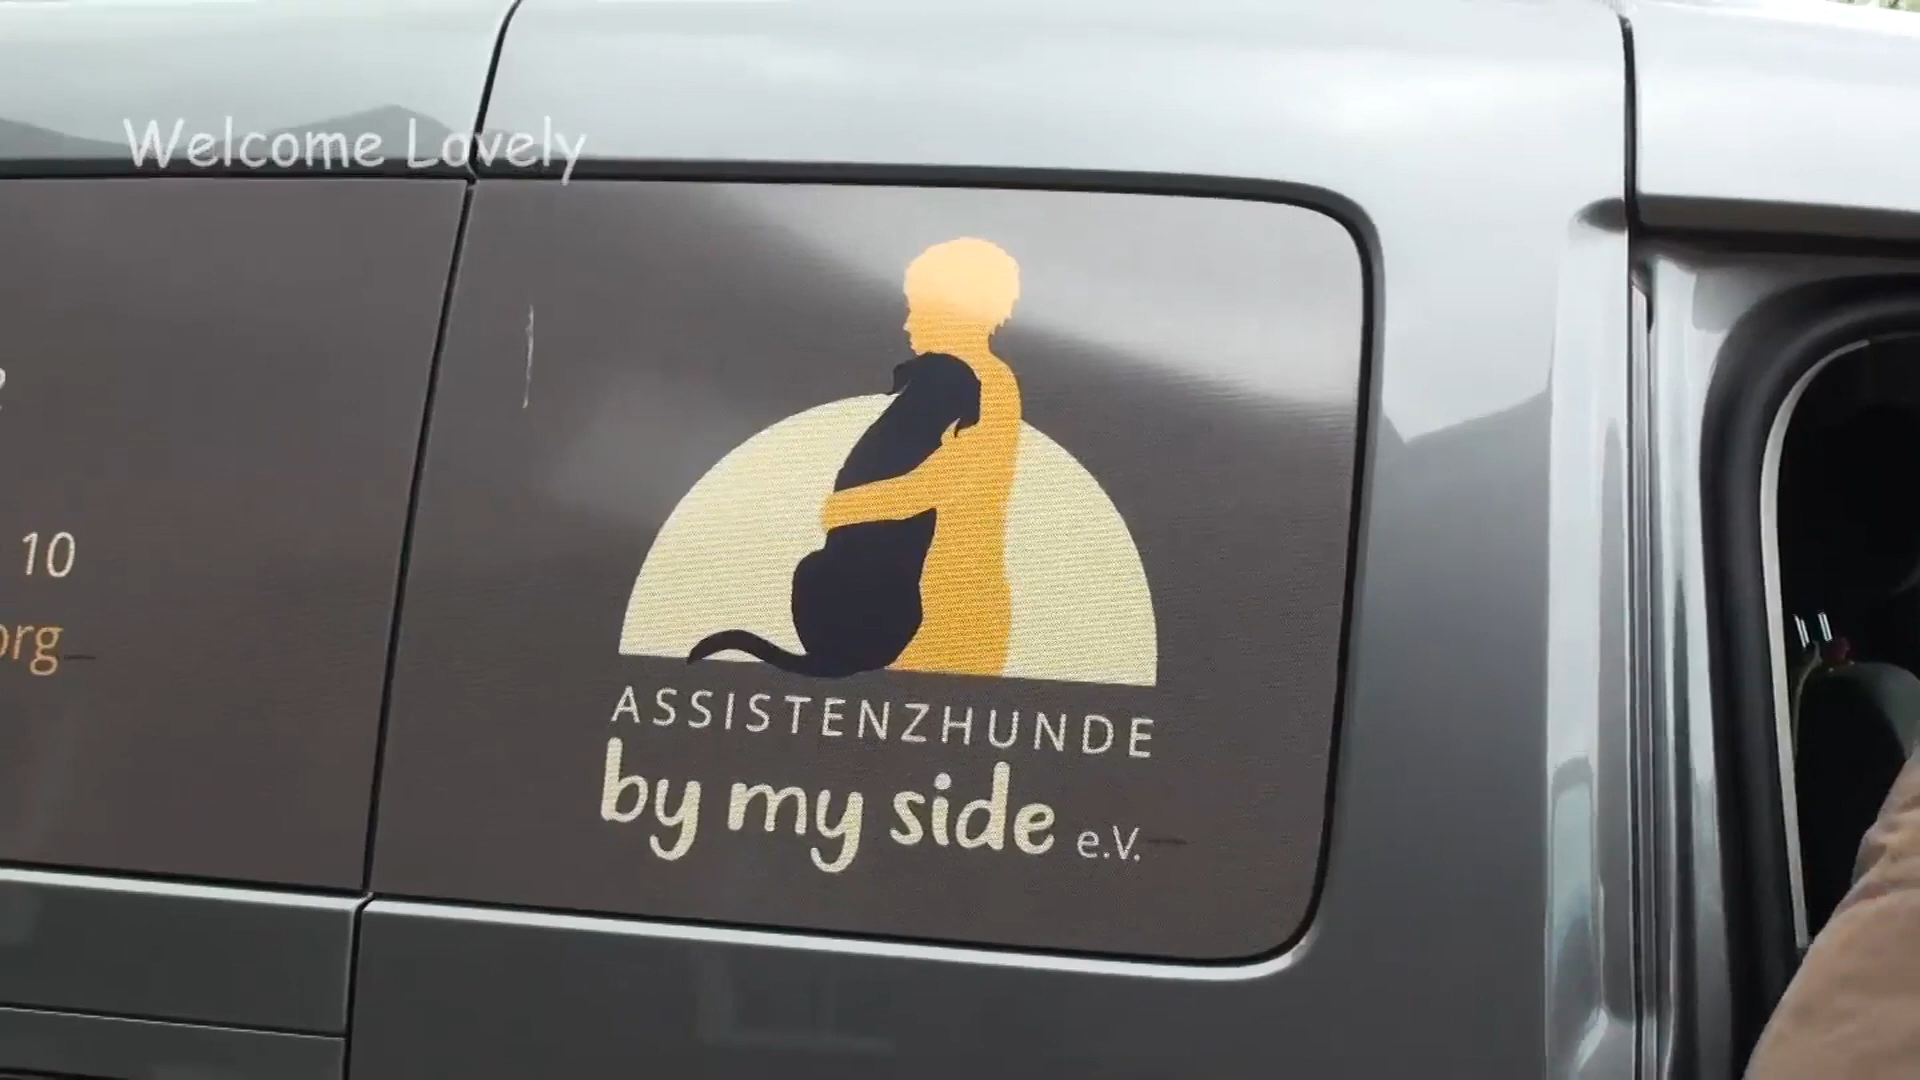 Welcome Lovely
10
org
ASSISTENZHUNDE
by my side e.V.